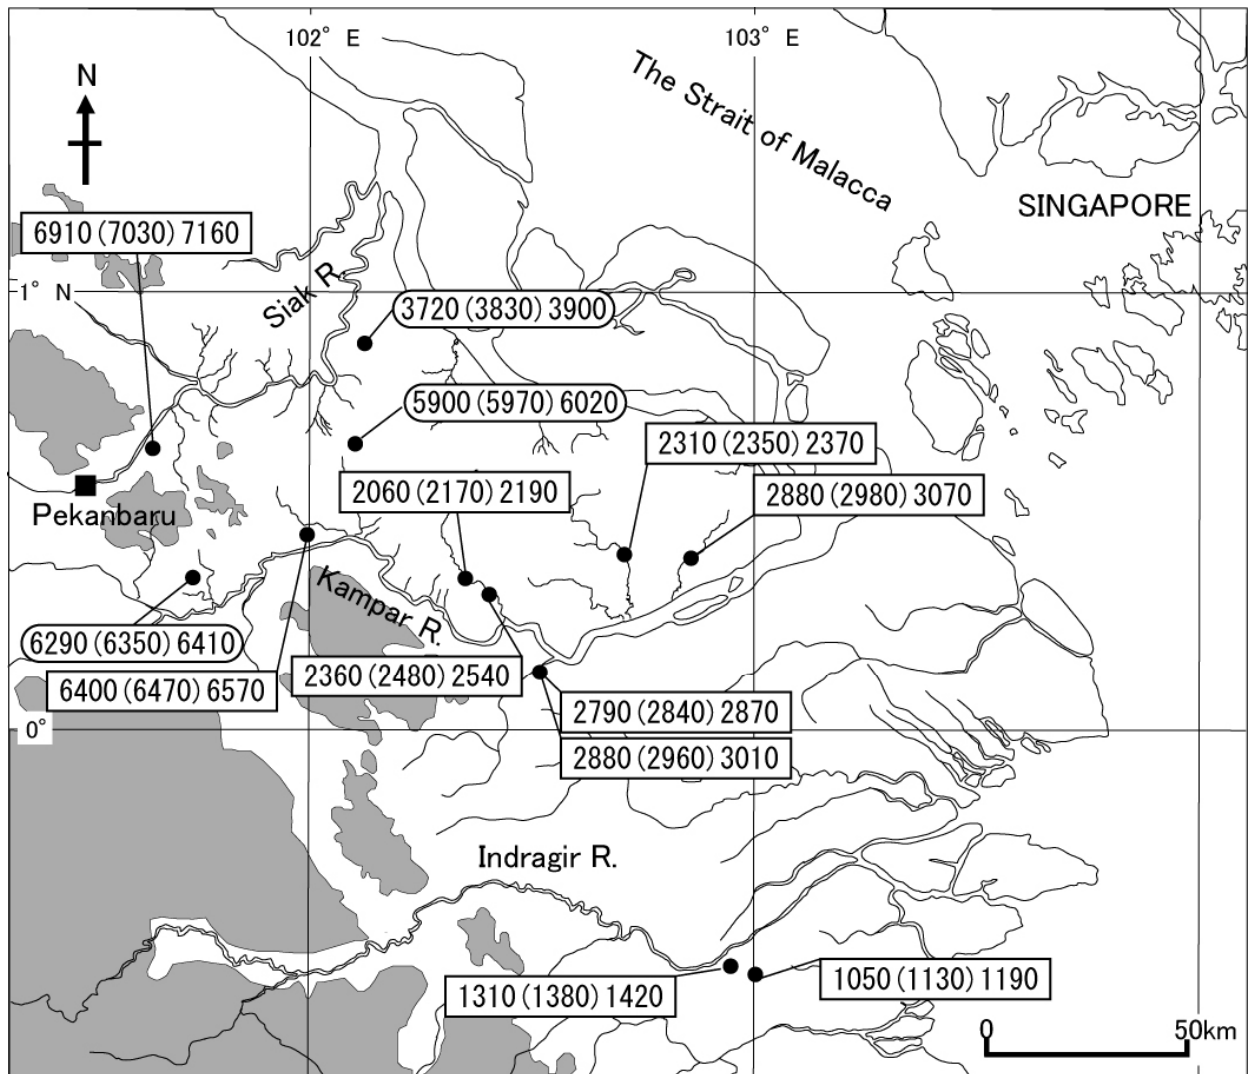 102° E
103° E
N
The Strait of Malacca
SINGAPORE
6910 (7030) 7160
1° N
Siak R.
3720 (3830) 3900
5900 (5970) 6020
2310 (2350) 2370
2060 (2170) 2190
2880 (2980) 3070
Pekanbaru
Kampar R.
6290 (6350) 6410
6400 (6470) 6570
2360 (2480) 2540
2790 (2840) 2870
0°
2880 (2960) 3010
Indragir R.
1310 (1380) 1420
1050 (1130) 1190
0
50km